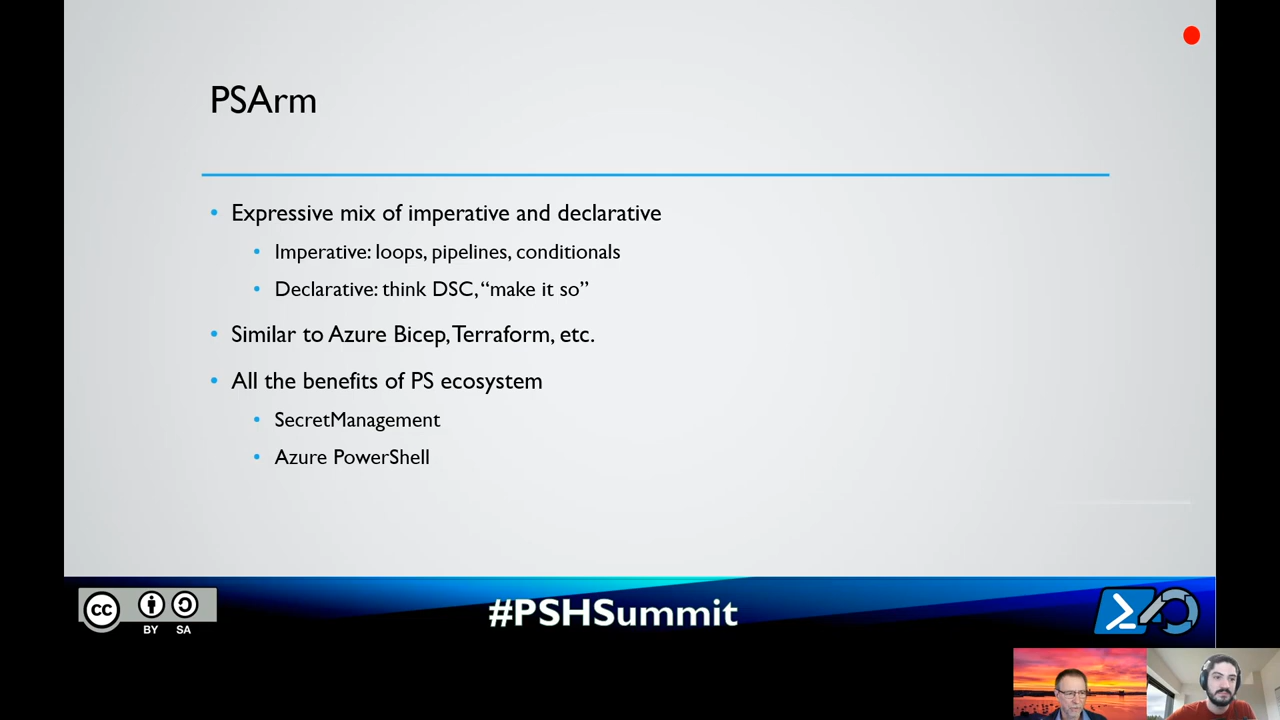 PSArm
• Expressive mix of imperative and declarative
• Imperative: loops, pipelines, conditionals
• Declarative: think DSC, “make it so”
• Similar to Azure Bicep, Terraform, etc.
• All the benefits of PS ecosystem
• SecretManagement
• Azure PowerShell
cc
BY SA
#PSHSummit